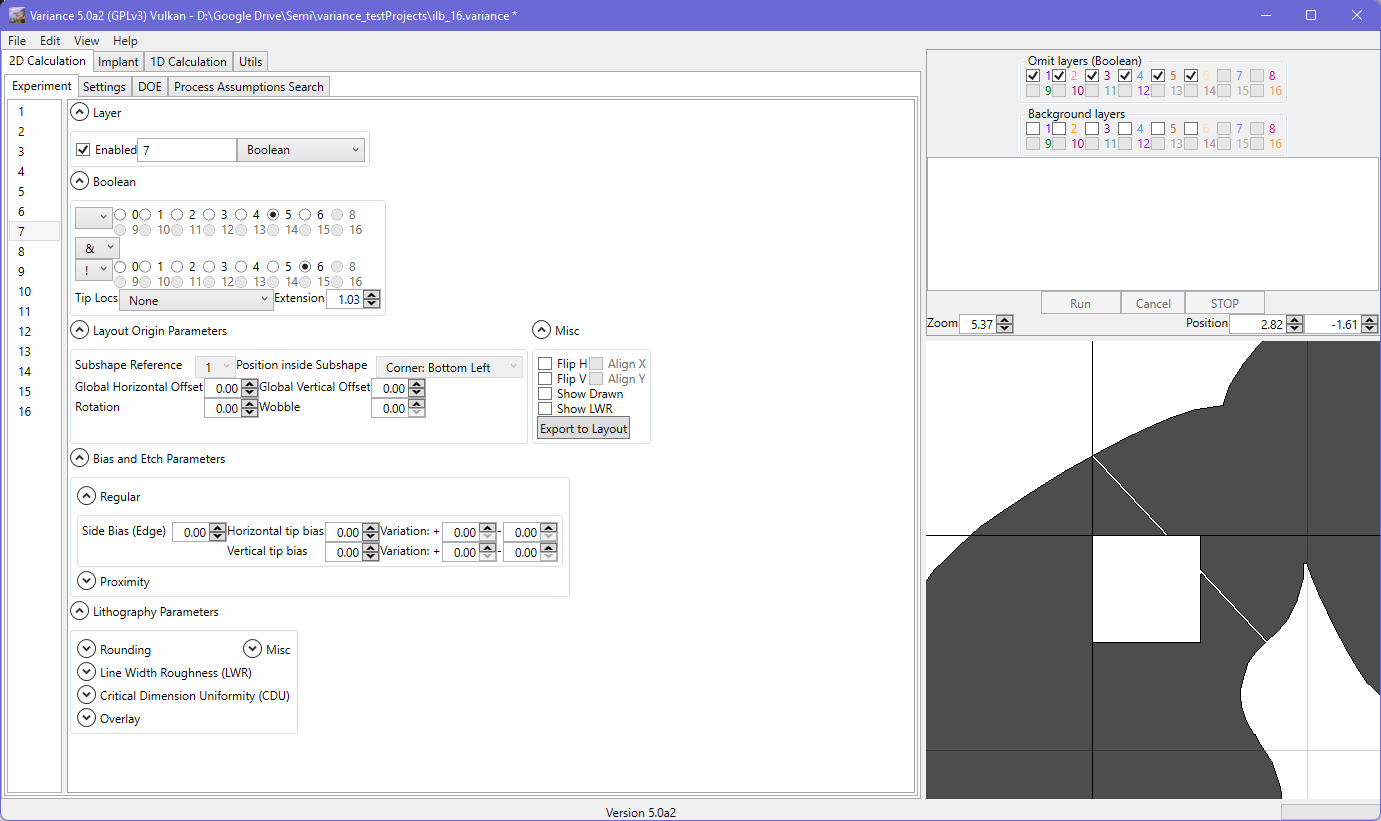 Variance 5.0a2 (GPLv3) Vulkan - D:\Google Drive\Semi\variance_testProjects\ilb_16.variance *
File Edit View Help
2D Calculation Implant 1D Calculation Utils
Experiment Settings DOE Process Assumptions Search
1
2
3
4
5
6
7
8
9
10
11
12
13
14
15
16
Layer
Enabled 7 Boolean
Boolean
0 1 2 3 4 5 6 8
9 10 11 12 13 14 15 16
&
! 0 1 2 3 4 5 6 8
9 10 11 12 13 14 15 16
Tip Locs None Extension 1.03
Layout Origin Parameters
Subshape Reference 1 Position inside Subshape Corner: Bottom Left
Global Horizontal Offset 0.00 Global Vertical Offset 0.00
Rotation 0.00 Wobble 0.00
Misc
Flip H Align X
Flip V Align Y
Show Drawn
Show LWR
Export to Layout
Bias and Etch Parameters
Regular
Side Bias (Edge) 0.00 Horizontal tip bias 0.00 Variation: + 0.00 - 0.00
Vertical tip bias 0.00 Variation: + 0.00 - 0.00
Proximity
Lithography Parameters
Rounding Misc
Line Width Roughness (LWR)
Critical Dimension Uniformity (CDU)
Overlay
Omit layers (Boolean)
1 2 3 4 5 6 7 8
9 10 11 12 13 14 15 16
Background layers
1 2 3 4 5 6 7 8
9 10 11 12 13 14 15 16
Run Cancel STOP
Zoom 5.37 Position 2.82 -1.61
Version 5.0a2